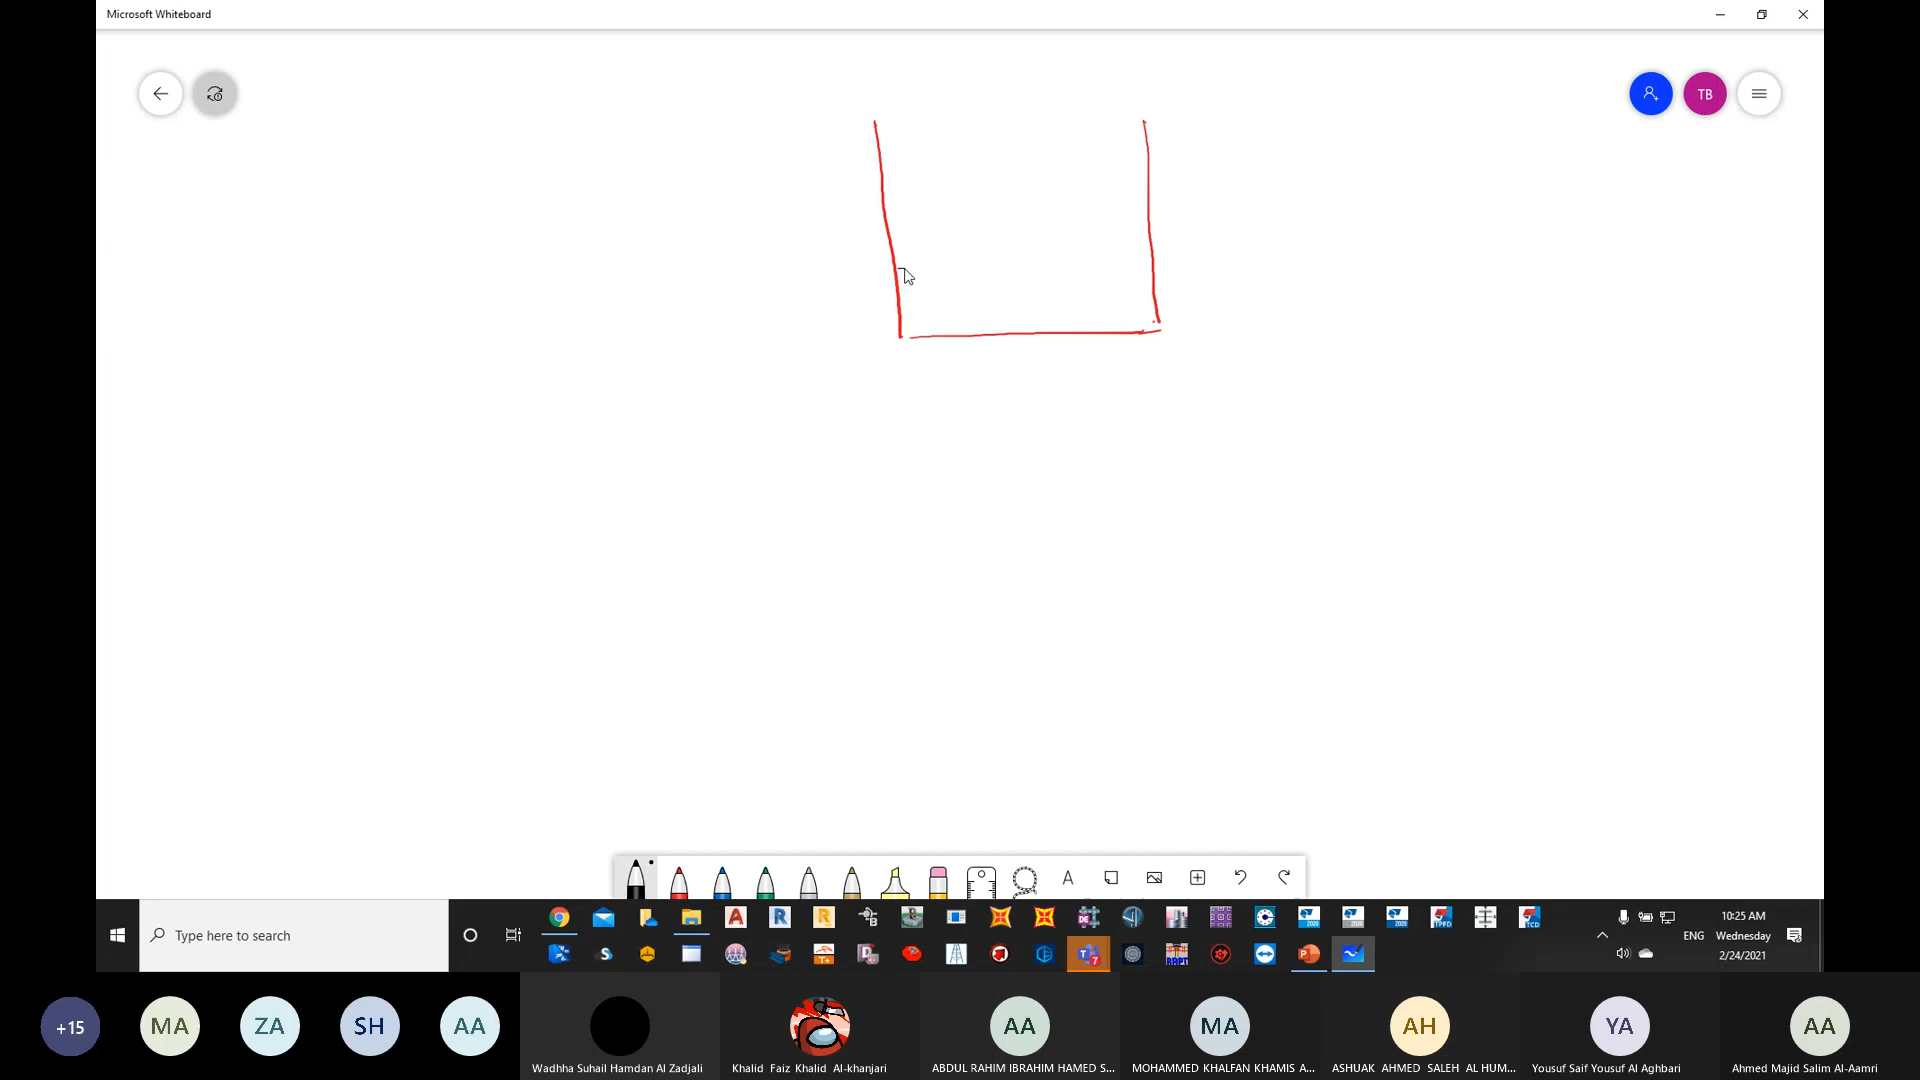 Microsoft Whiteboard
TB
A
Type here to search
ENG
10:25 AM
Wednesday
2/24/2021
+15
MA
ZA
SH
AA
AA
MA
AH
YA
AA
Wadhha Suhail Hamdan Al Zadjali
Khalid Faiz Khalid Al-khanjari
ABDUL RAHIM IBRAHIM HAMED S...
MOHAMMED KHALFAN KHAMIS A...
ASHUAK AHMED SALEH AL HUM...
Yousuf Saif Yousuf Al Aghbari
Ahmed Majid Salim Al-Aamri